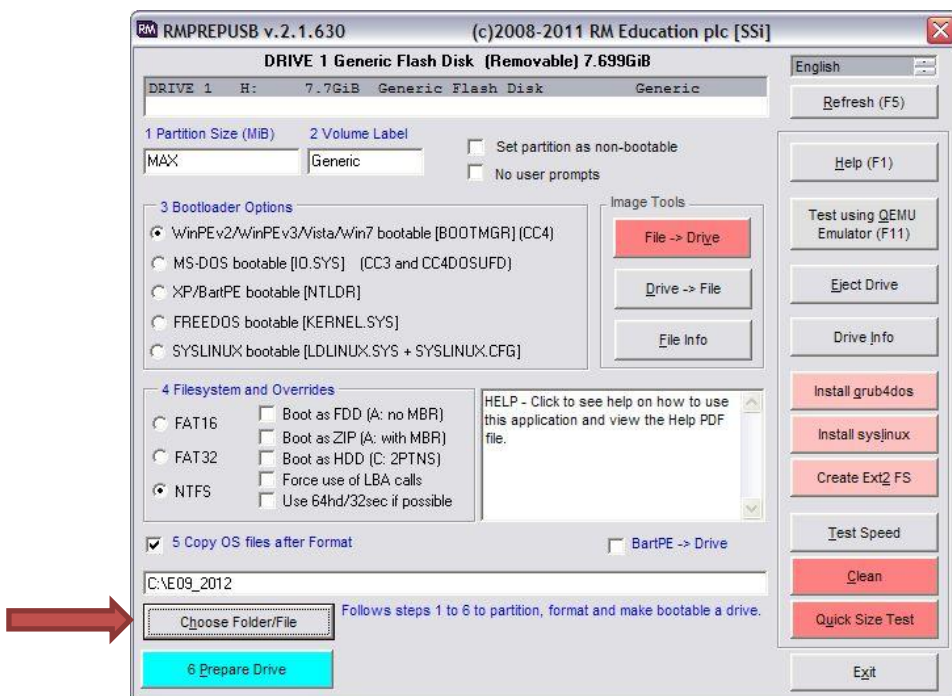 RM RMPREPUSB v.2.1.630 (c)2008-2011 RM Education plc [SSi]
DRIVE 1 Generic Flash Disk (Removable) 7.699GiB
English
DRIVE 1 H: 7.7GiB Generic Flash Disk Generic
Refresh (F5)
1 Partition Size (MiB)
2 Volume Label
MAX
Generic
Set partition as non-bootable
No user prompts
Help (F1)
3 Bootloader Options
WinPEv2/WinPEv3/Vista/Win7 bootable [BOOTMGR] (CC4)
MS-DOS bootable [IO.SYS] (CC3 and CC4DOSUFD)
XP/BartPE bootable [NTLDR]
FREEDOS bootable [KERNEL.SYS]
SYSLINUX bootable [LDLINUX.SYS + SYSLINUX.CFG]
Image Tools
File -> Drive
Drive -> File
File Info
Test using QEMU
Emulator (F11)
Eject Drive
Drive Info
4 Filesystem and Overrides
FAT16
FAT32
NTFS
Boot as FDD (A: no MBR)
Boot as ZIP (A: with MBR)
Boot as HDD (C: 2PTNS)
Force use of LBA calls
Use 64hd/32sec if possible
HELP - Click to see help on how to use
this application and view the Help PDF
file.
Install grub4dos
Install syslinux
Create Ext2 FS
Test Speed
Clean
Quick Size Test
5 Copy OS files after Format
BartPE -> Drive
C:\E09_2012
Choose Folder/File
Follows steps 1 to 6 to partition, format and make bootable a drive.
6 Prepare Drive
Exit